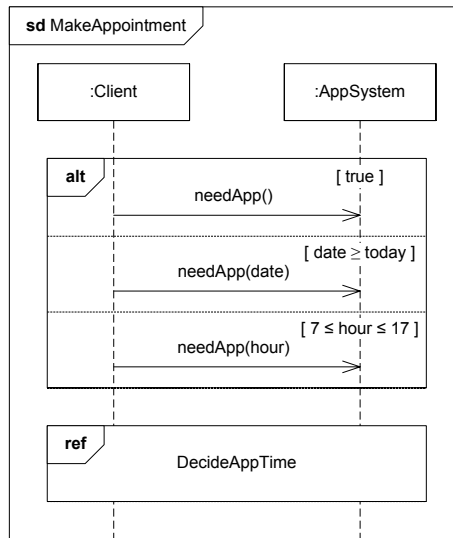 sd MakeAppointment
:Client
:AppSystem
alt
[ true ]
needApp()
[ date ≥ today ]
needApp(date)
[ 7 ≤ hour ≤ 17 ]
needApp(hour)
ref
DecideAppTime